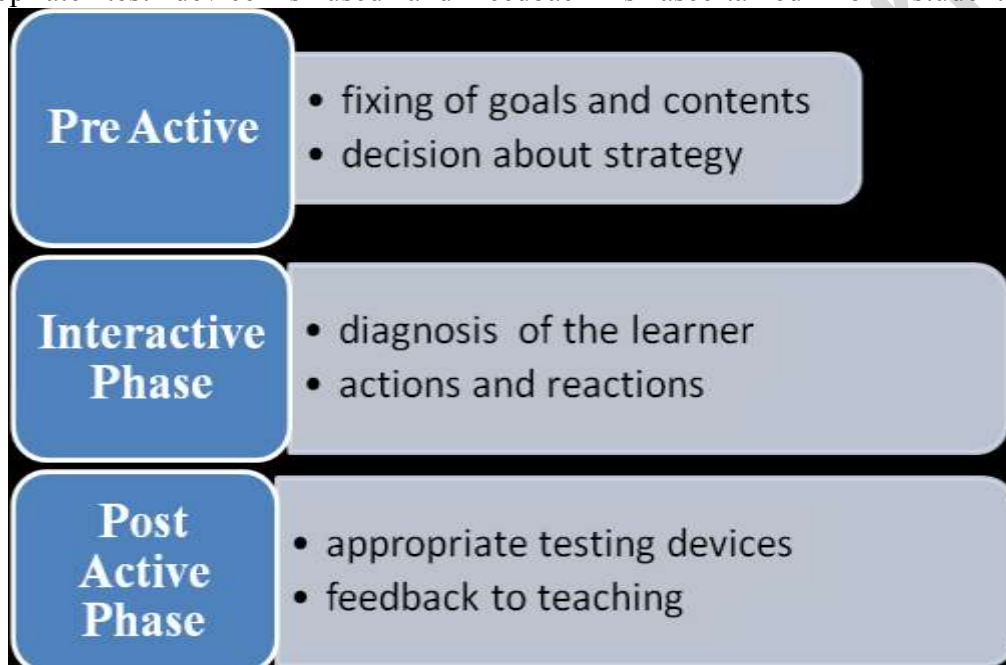 Pre Active
• fixing of goals and contents
• decision about strategy
Interactive
Phase
• diagnosis of the learner
• actions and reactions
Post
Active
Phase
• appropriate testing devices
• feedback to teaching